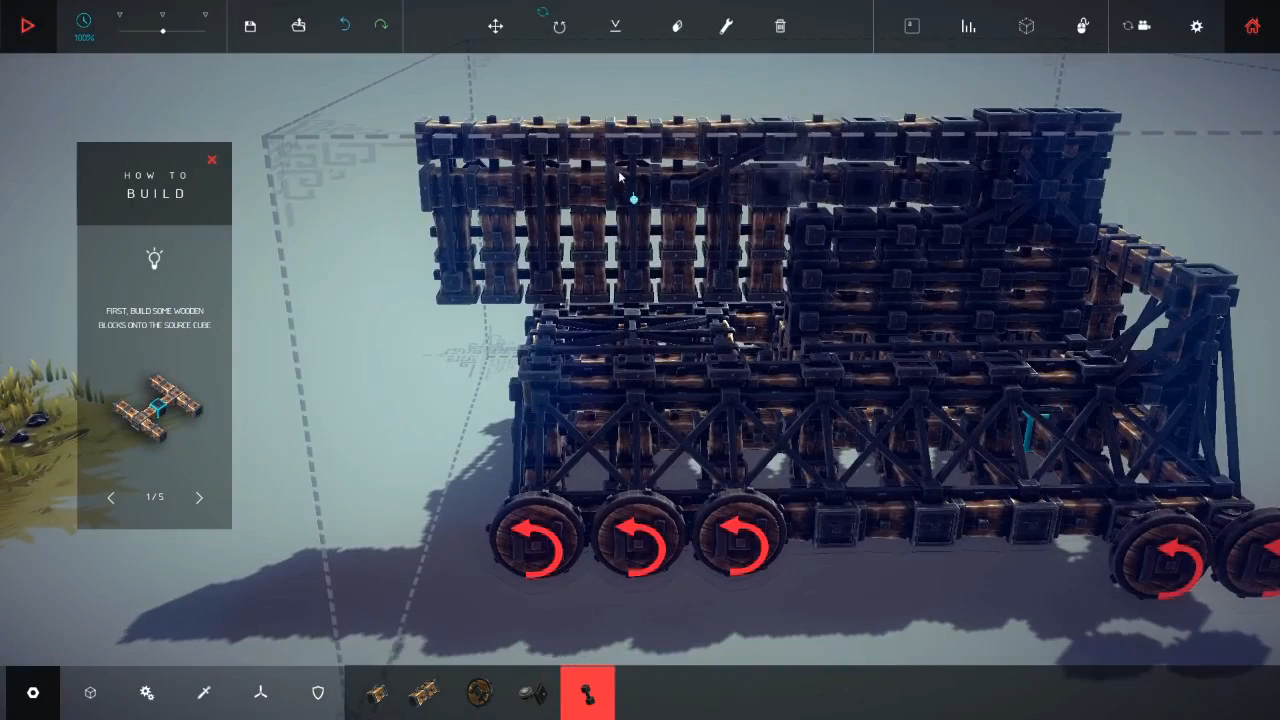 100%
HOW TO
BUILD
FIRST, BUILD SOME WOODEN
BLOCKS ONTO THE SOURCE CUBE
1/5